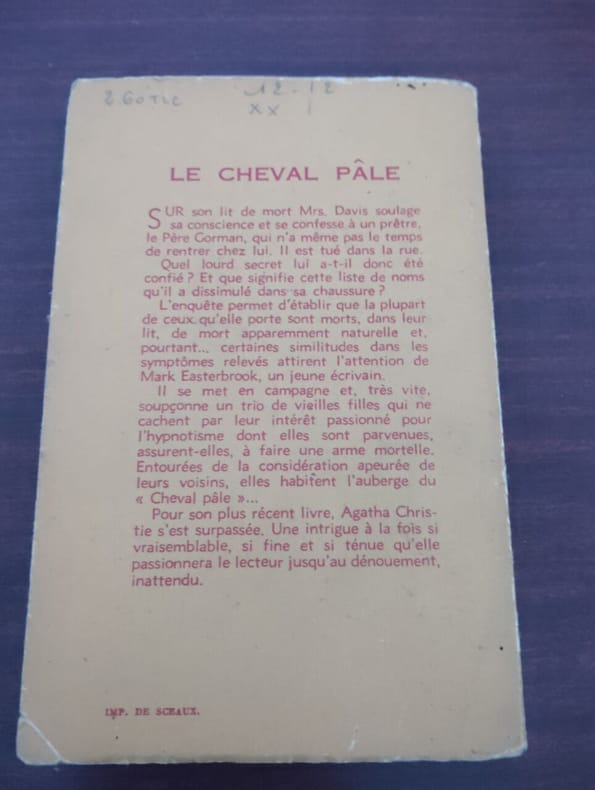 12-12
XX
LE CHEVAL PÂLE
SUR son lit de mort Mrs. Davis soulage
sa conscience et se confesse à un prêtre,
le Père Gorman, qui n'a même pas le temps
de rentrer chez lui. Il est tué dans la rue.
Quel lourd secret lui a-t-il donc été
confié ? Et que signifie cette liste de noms
qu'il a dissimulé dans sa chaussure ?
L'enquête permet d'établir que la plupart
de ceux qu'elle porte sont morts, dans leur
lit, de mort apparemment naturelle et,
pourtant... certaines similitudes dans les
symptômes relevés attirent l'attention de
Mark Easterbrook, un jeune écrivain.
Il se met en campagne et, très vite,
soupçonne un trio de vieilles filles qui ne
cachent par leur intérêt passionné pour
l'hypnotisme dont elles sont parvenues,
assurent-elles, à faire une arme mortelle.
Entourées de la considération apeurée de
leurs voisins, elles habitent l'auberge du
« Cheval pâle »...
Pour son plus récent livre, Agatha Chris-
tie s'est surpassée. Une intrigue à la fois si
vraisemblable, si fine et si ténue qu'elle
passionnera le lecteur jusqu'au dénouement,
inattendu.
IMP. DE SCEAUX.